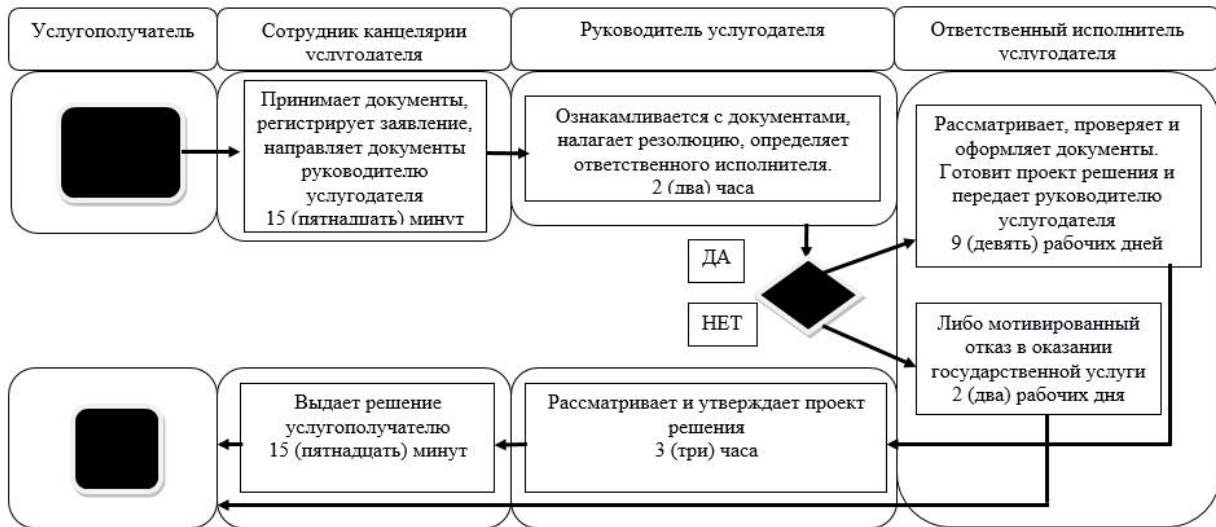 Услугополучатель
Сотрудник канцелярии
услугодателя
Руководитель услугодателя
Ответственный исполнитель
услугодателя
Принимает документы,
регистрирует заявление,
направляет документы
руководителю
услугодателя
15 (пятнадцать) минут
Ознакамливается с документами,
налагает резолюцию, определяет
ответственного исполнителя.
2 (два) часа
Рассматривает, проверяет и
оформляет документы.
Готовит проект решения и
передает руководителю
услугодателя
9 (девять) рабочих дней
ДА
НЕТ
Либо мотивированный
отказ в оказании
государственной услуги
2 (два) рабочих дня
Выдает решение
услугополучателю
15 (пятнадцать) минут
Рассматривает и утверждает проект
решения
3 (три) часа